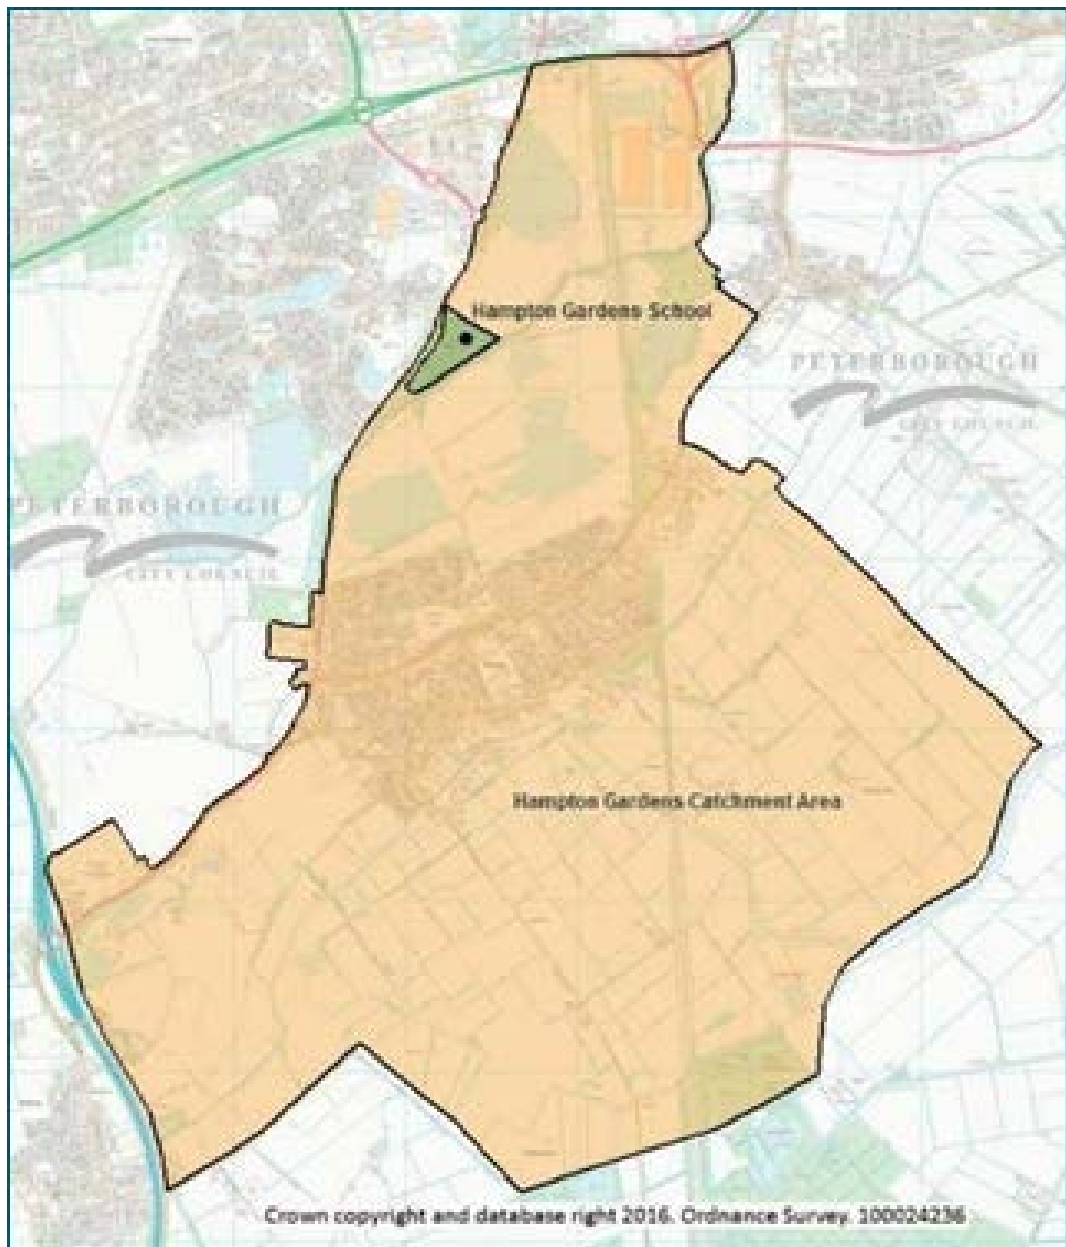 Hampton Gardens School
PETERBOROUGH
CITY COUNCIL
PETERBOROUGH
CITY COUNCIL
Hampton Gardens Catchment Area
Crown copyright and database right 2016. Ordnance Survey 100024236